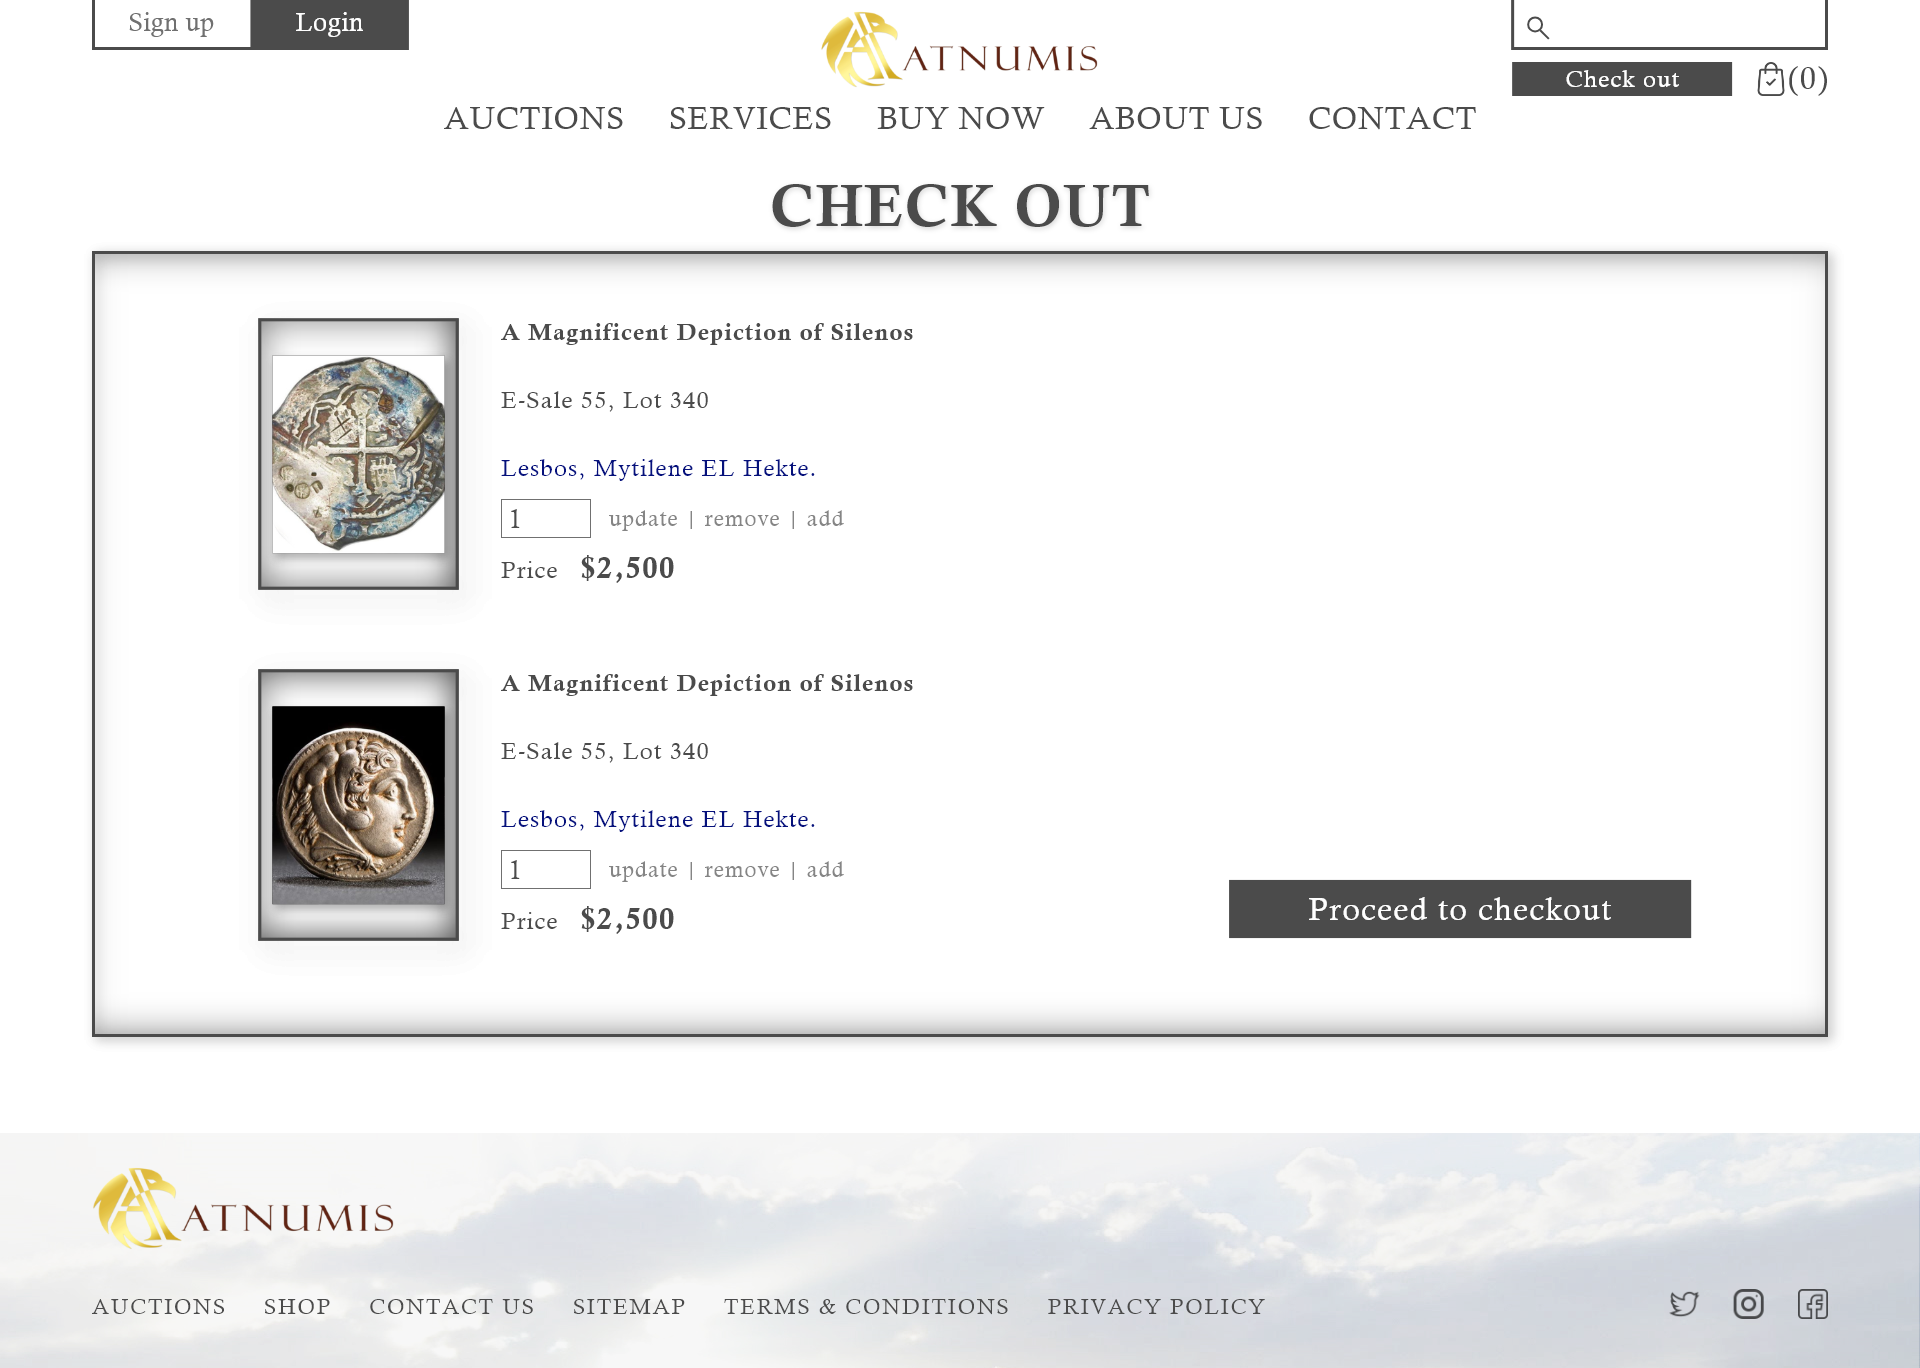 Sign up
Login
ATNUMIS
Check out
(0)
AUCTIONS SERVICES BUY NOW ABOUT US CONTACT
CHECK OUT
A Magnificent Depiction of Silenos
E-Sale 55, Lot 340
Lesbos, Mytilene EL Hekte.
1 update | remove | add
Price $2,500
A Magnificent Depiction of Silenos
E-Sale 55, Lot 340
Lesbos, Mytilene EL Hekte.
1 update | remove | add
Price $2,500
Proceed to checkout
ATNUMIS
AUCTIONS SHOP CONTACT US SITEMAP TERMS & CONDITIONS PRIVACY POLICY